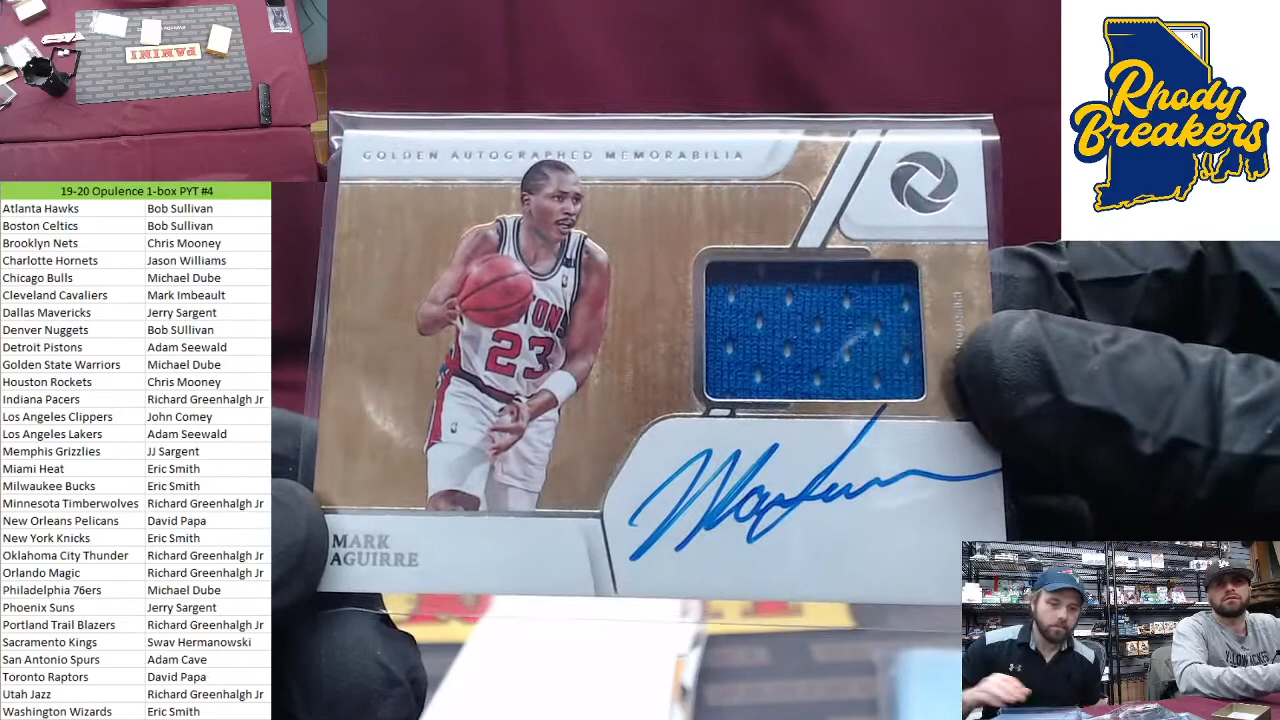 PANINI
19-20 Opulence 1-box PYT #4
Atlanta Hawks Bob Sullivan
Boston Celtics Bob Sullivan
Brooklyn Nets Chris Mooney
Charlotte Hornets Jason Williams
Chicago Bulls Michael Dube
Cleveland Cavaliers Mark Imbeault
Dallas Mavericks Jerry Sargent
Denver Nuggets Bob SUllivan
Detroit Pistons Adam Seewald
Golden State Warriors Michael Dube
Houston Rockets Chris Mooney
Indiana Pacers Richard Greenhalgh Jr
Los Angeles Clippers John Comey
Los Angeles Lakers Adam Seewald
Memphis Grizzlies JJ Sargent
Miami Heat Eric Smith
Milwaukee Bucks Eric Smith
Minnesota Timberwolves Richard Greenhalgh Jr
New Orleans Pelicans David Papa
New York Knicks Eric Smith
Oklahoma City Thunder Richard Greenhalgh Jr
Orlando Magic Richard Greenhalgh Jr
Philadelphia 76ers Michael Dube
Phoenix Suns Jerry Sargent
Portland Trail Blazers Richard Greenhalgh Jr
Sacramento Kings Swav Hermanowski
San Antonio Spurs Adam Cave
Toronto Raptors David Papa
Utah Jazz Richard Greenhalgh Jr
Washington Wizards Eric Smith
GOLDEN AUTOGRAPHED MEMORABILIA
23
MARK
AGUIRRE
1/1
Rhody
Breakers